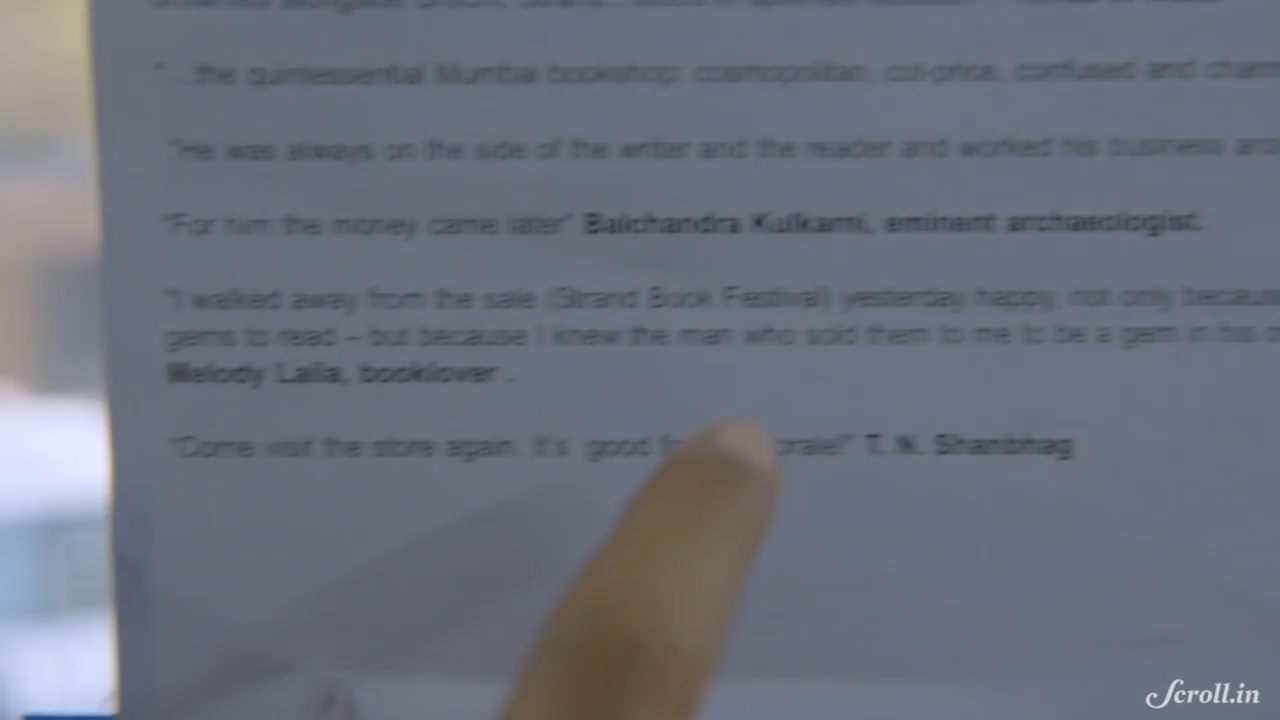 "...the quintessential Mumbai bookshop: cosmopolitan, cut-price, confused and
"He was always on the side of the writer and the reader and worked his business
"For him the money came later" Balchandra Kulkarni, eminent archaeologist.
"I walked away from the sale (Strand Book Festival) yesterday happy, not only
gems to read – but because I knew the man who sold them to me to be a gem in his
Melody Laila, booklover .
"Come visit the store again. It's good T. N. Shanbhag
Scroll.in